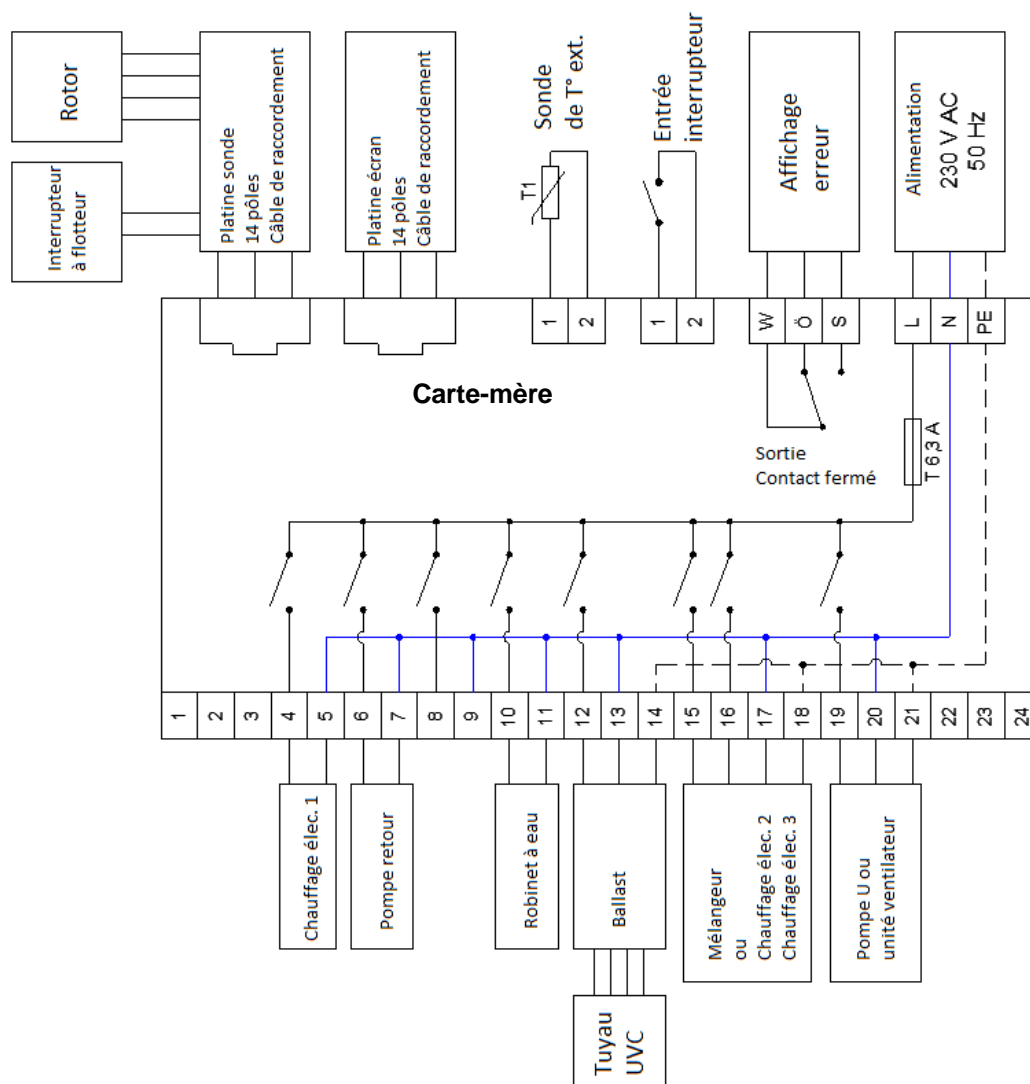 Rotor
Interrupteur
à flotteur
Platine sonde
14 pôles
Câble de raccordement
Platine écran
14 pôles
Câble de raccordement
T1
Sonde
de T° ext.
Entrée
interrupteur
Affichage
erreur
Alimentation
230 V AC
50 Hz
1
2
1
2
W
Ö
S
L
N
PE
Carte-mère
Sortie
Contact fermé
T 6,3 A
1
2
3
4
5
6
7
8
9
10
11
12
13
14
15
16
17
18
19
20
21
22
23
24
Chauffage élec. 1
Pompe retour
Robinet à eau
Ballast
Mélangeur
ou
Chauffage élec. 2
Chauffage élec. 3
Pompe U ou
unité ventilateur
Tuyau
UVC